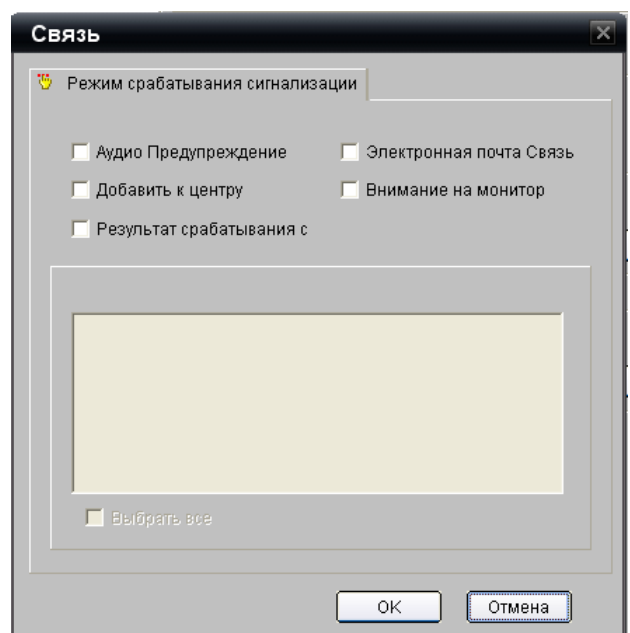 Связь
Режим срабатывания сигнализации
Аудио Предупреждение Электронная почта Связь
Добавить к центру Внимание на монитор
Результат срабатывания с
Выбрать все
OK Отмена